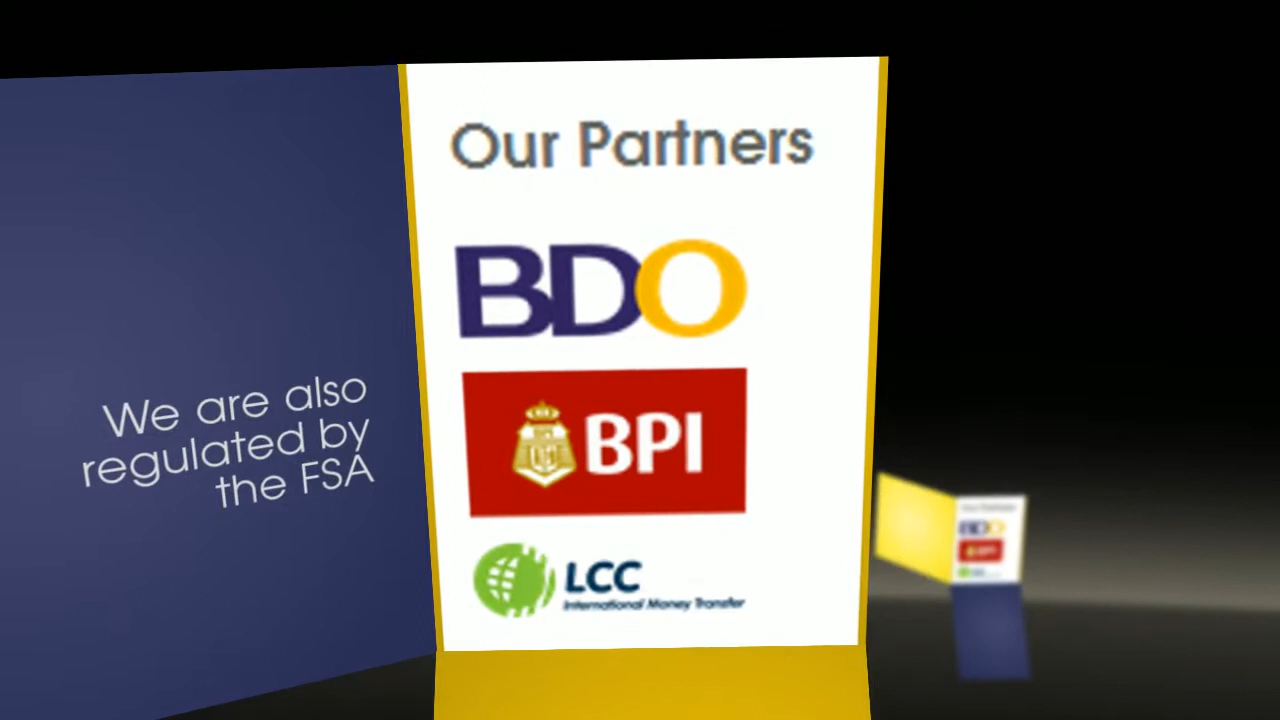 We are also
regulated by
the FSA
Our Partners
BDO
BPI
LCC
International Money Transfer